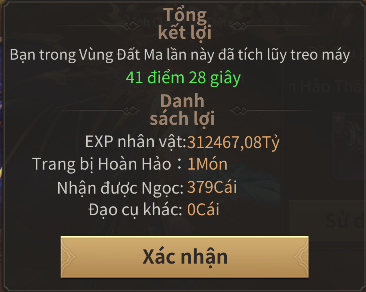 Tổng
kết lợi
Bạn trong Vùng Đất Ma lần này đã tích lũy treo máy
41 điểm 28 giây
Danh
sách lợi
EXP nhân vật:312467,08Tỷ
Trang bị Hoàn Hảo：1Món
Nhận được Ngọc: 379Cái
Đạo cụ khác: 0Cái
Xác nhận